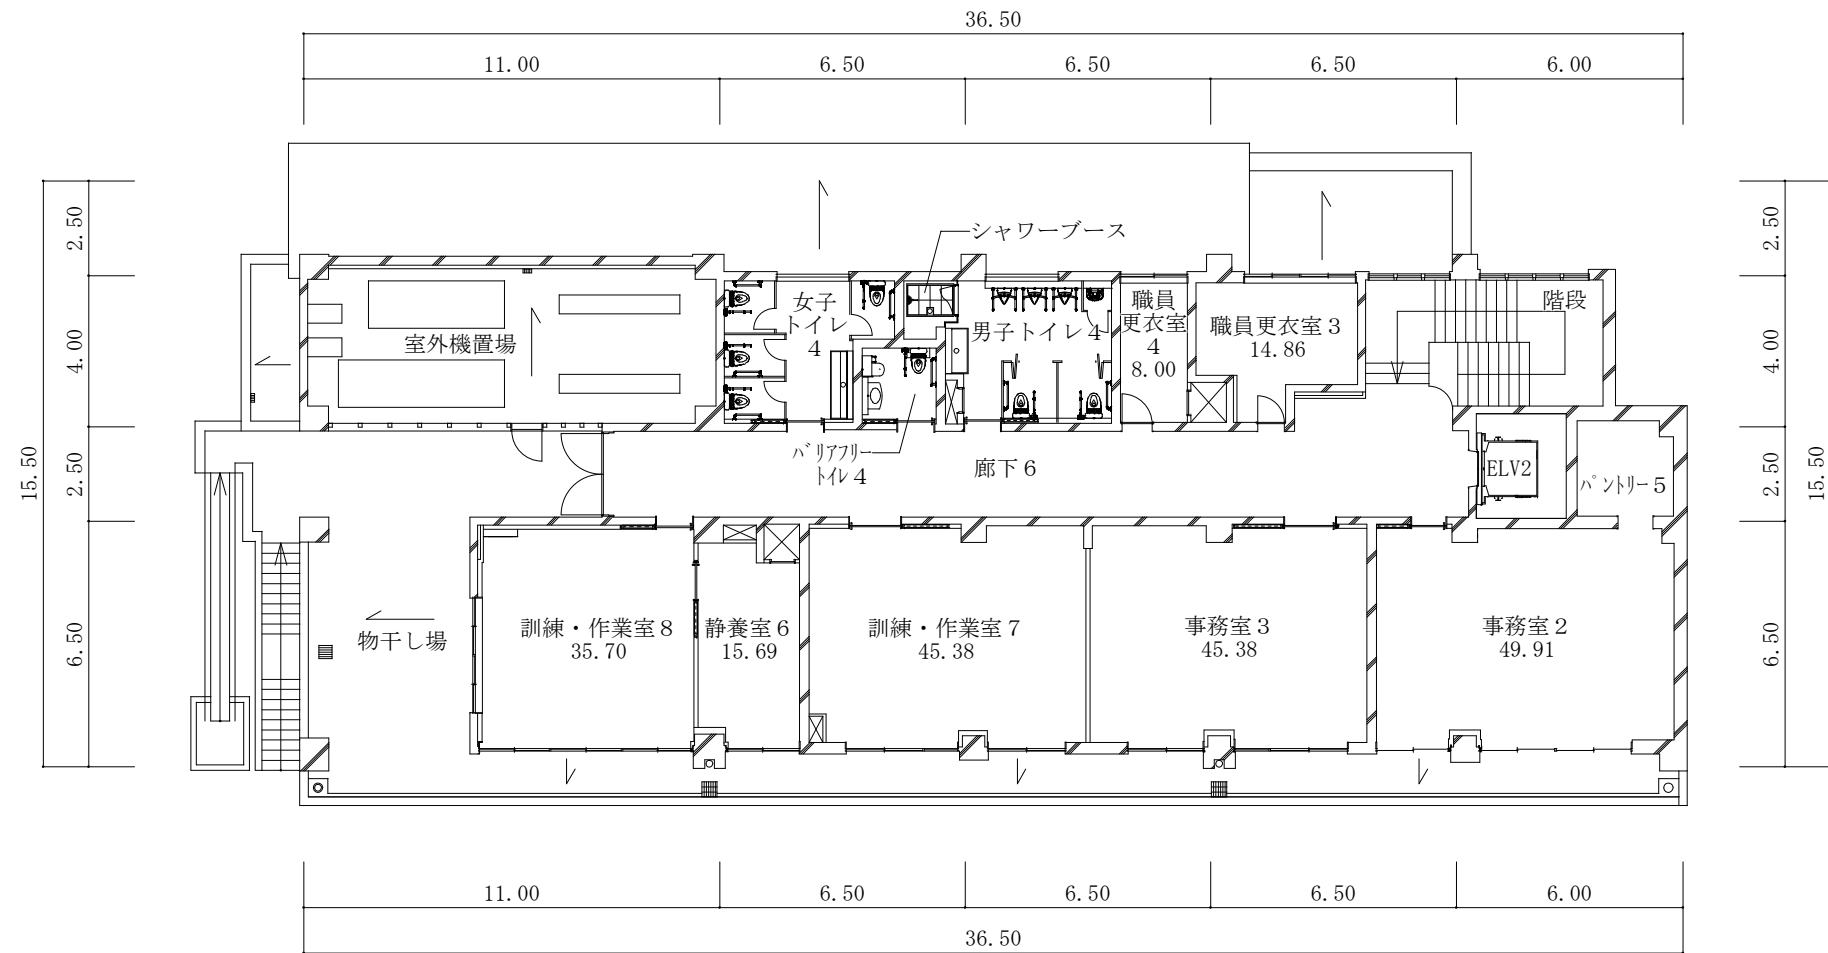 36.50
11.00 6.50 6.50 6.50 6.00
2.50
4.00
2.50
6.50
15.50
2.50
4.00
2.50
6.50
15.50
シャワーブース
室外機置場
女子
トイレ
4
男子トイレ4
職員
更衣室
4
8.00
職員更衣室3
14.86
階段
バリアフリー
トイレ4
廊下6
ELV2
パントリー5
物干し場
訓練・作業室8
35.70
静養室6
15.69
訓練・作業室7
45.38
事務室3
45.38
事務室2
49.91
11.00 6.50 6.50 6.50 6.00
36.50